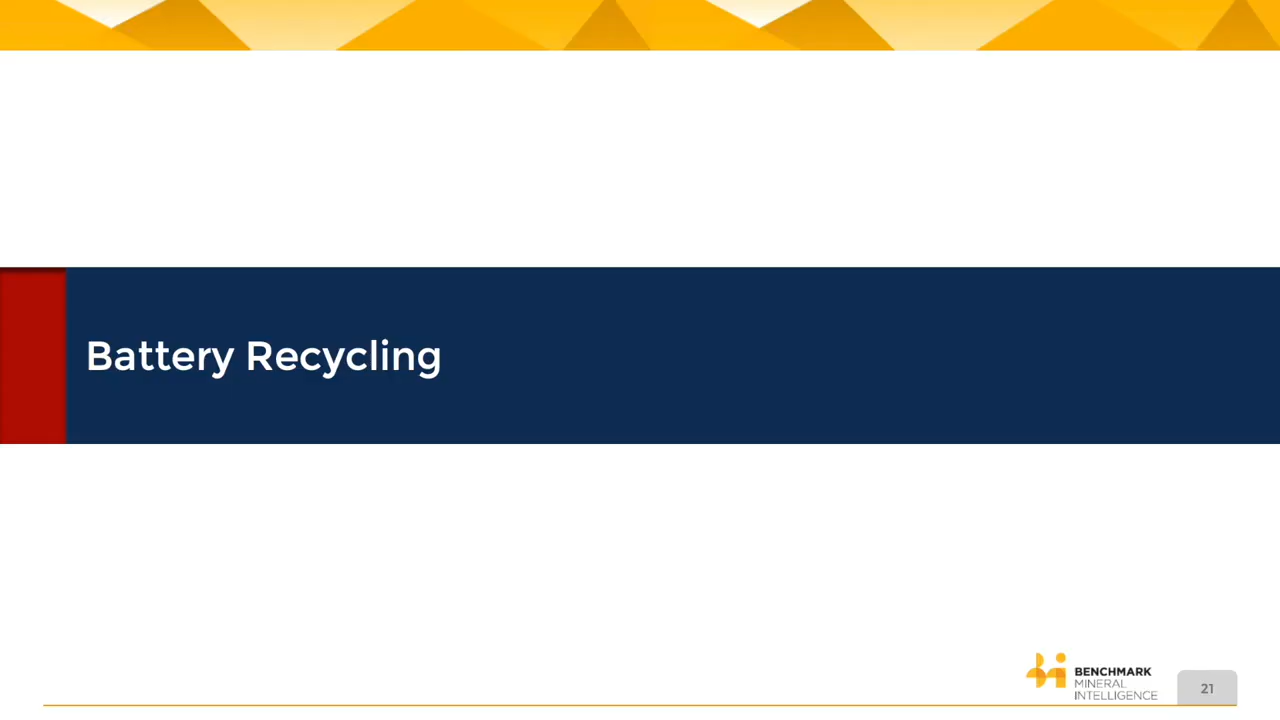 Battery Recycling
BENCHMARK
MINERAL
INTELLIGENCE
21